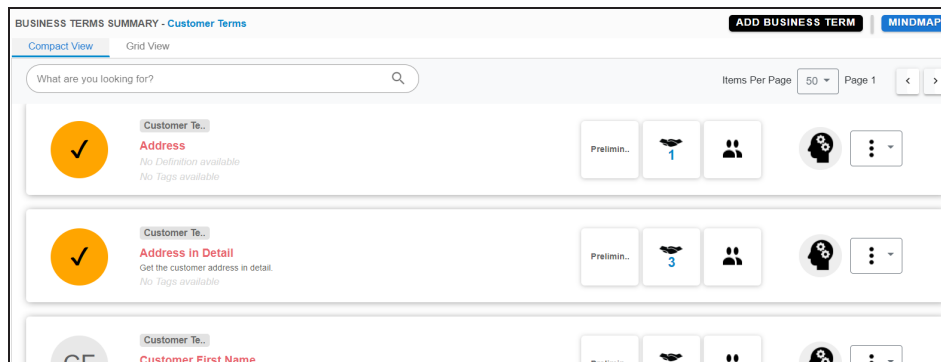 BUSINESS TERMS SUMMARY - Customer Terms
ADD BUSINESS TERM
MINDMAP
Compact View
Grid View
What are you looking for?
Items Per Page 50 Page 1
Customer Te..
Address
No Definition available
No Tags available
Prelimin..
1
Customer Te..
Address in Detail
Get the customer address in detail.
No Tags available
Prelimin..
3
Customer Te..
Customer First Name